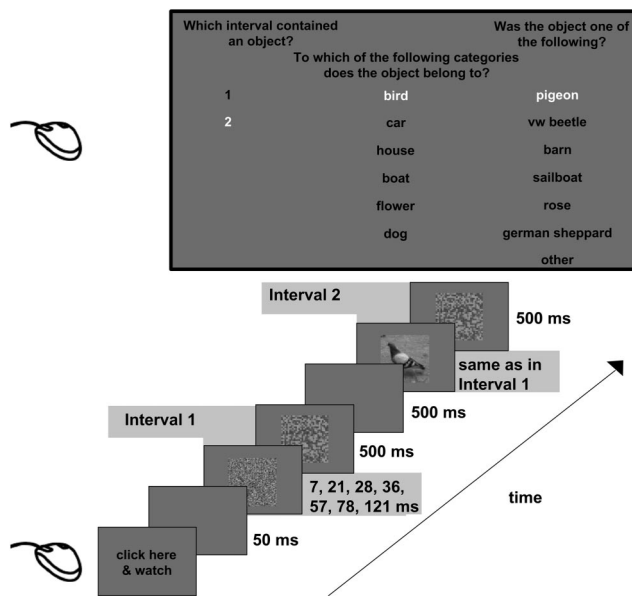 Which interval contained
an object?
Was the object one of
the following?
To which of the following categories
does the object belong to?
1
bird
pigeon
2
car
vw beetle
house
barn
boat
sailboat
flower
rose
dog
german sheppard
other
Interval 2
500 ms
same as in
Interval 1
500 ms
Interval 1
500 ms
7, 21, 28, 36,
57, 78, 121 ms
time
50 ms
click here
& watch